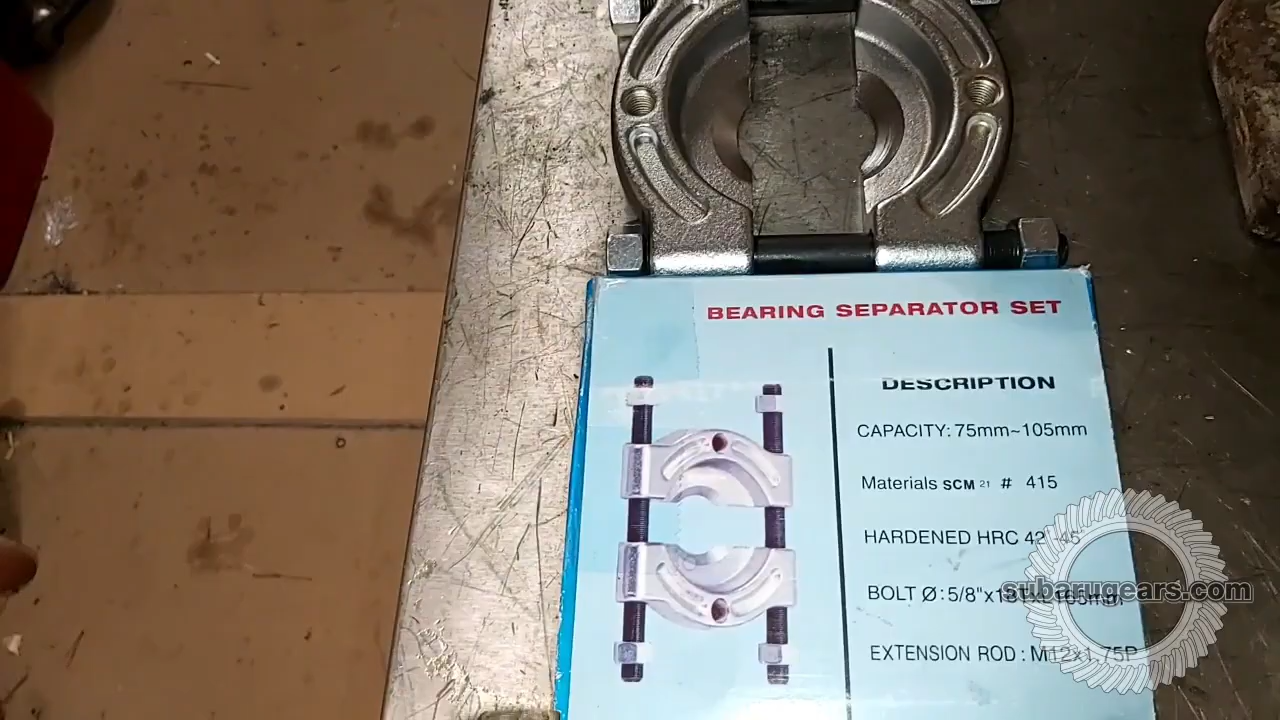 BEARING SEPARATOR SET
DESCRIPTION
CAPACITY: 75mm~105mm
Materials SCM 21 # 415
HARDENED HRC 42~45
BOLT Ø: 5/8"x
subarugears.com
EXTENSION ROD : M12x1.75P